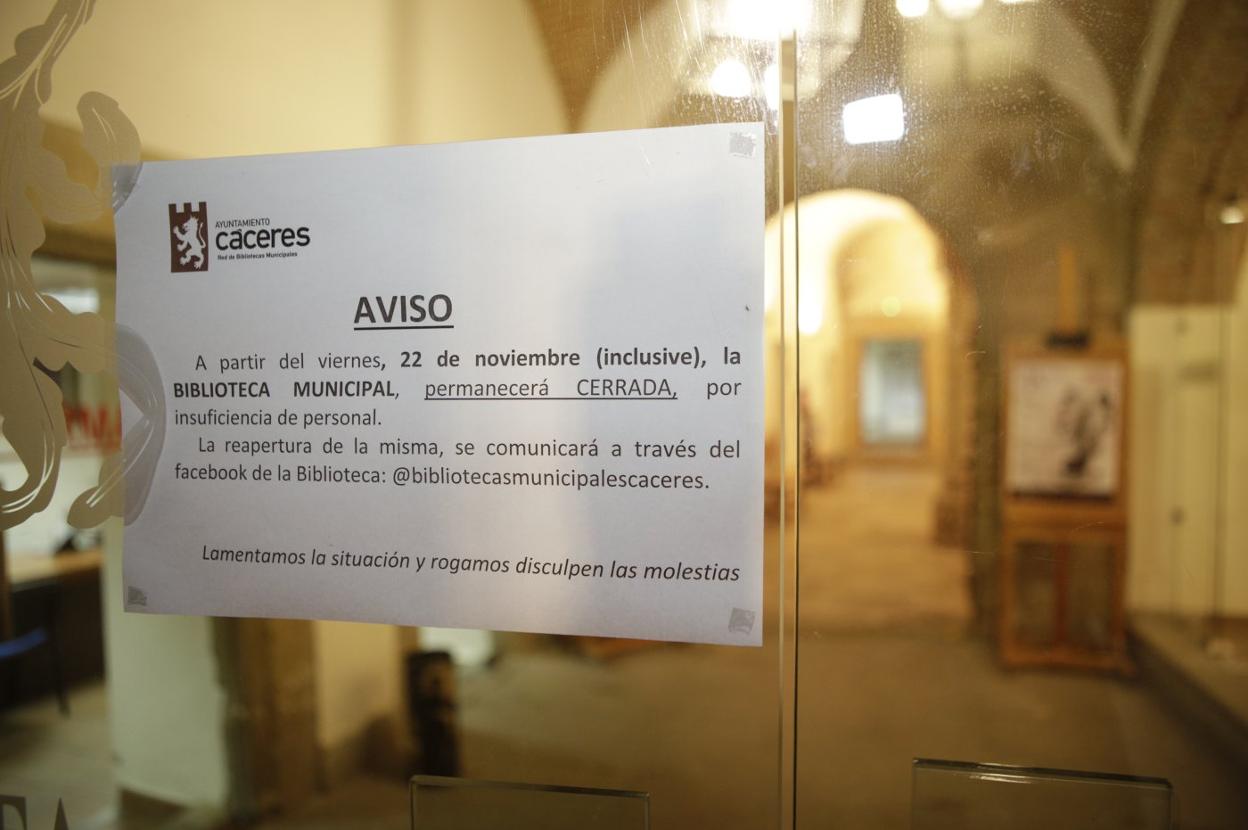 AYUNTAMIENTO
cáceres
Red de Bibliotecas Municipales
AVISO
A partir del viernes, 22 de noviembre (inclusive), la
BIBLIOTECA MUNICIPAL, permanecerá CERRADA, por
insuficiencia de personal.
La reapertura de la misma, se comunicará a través del
facebook de la Biblioteca: @bibliotecasmunicipalescaceres.
Lamentamos la situación y rogamos disculpen las molestias